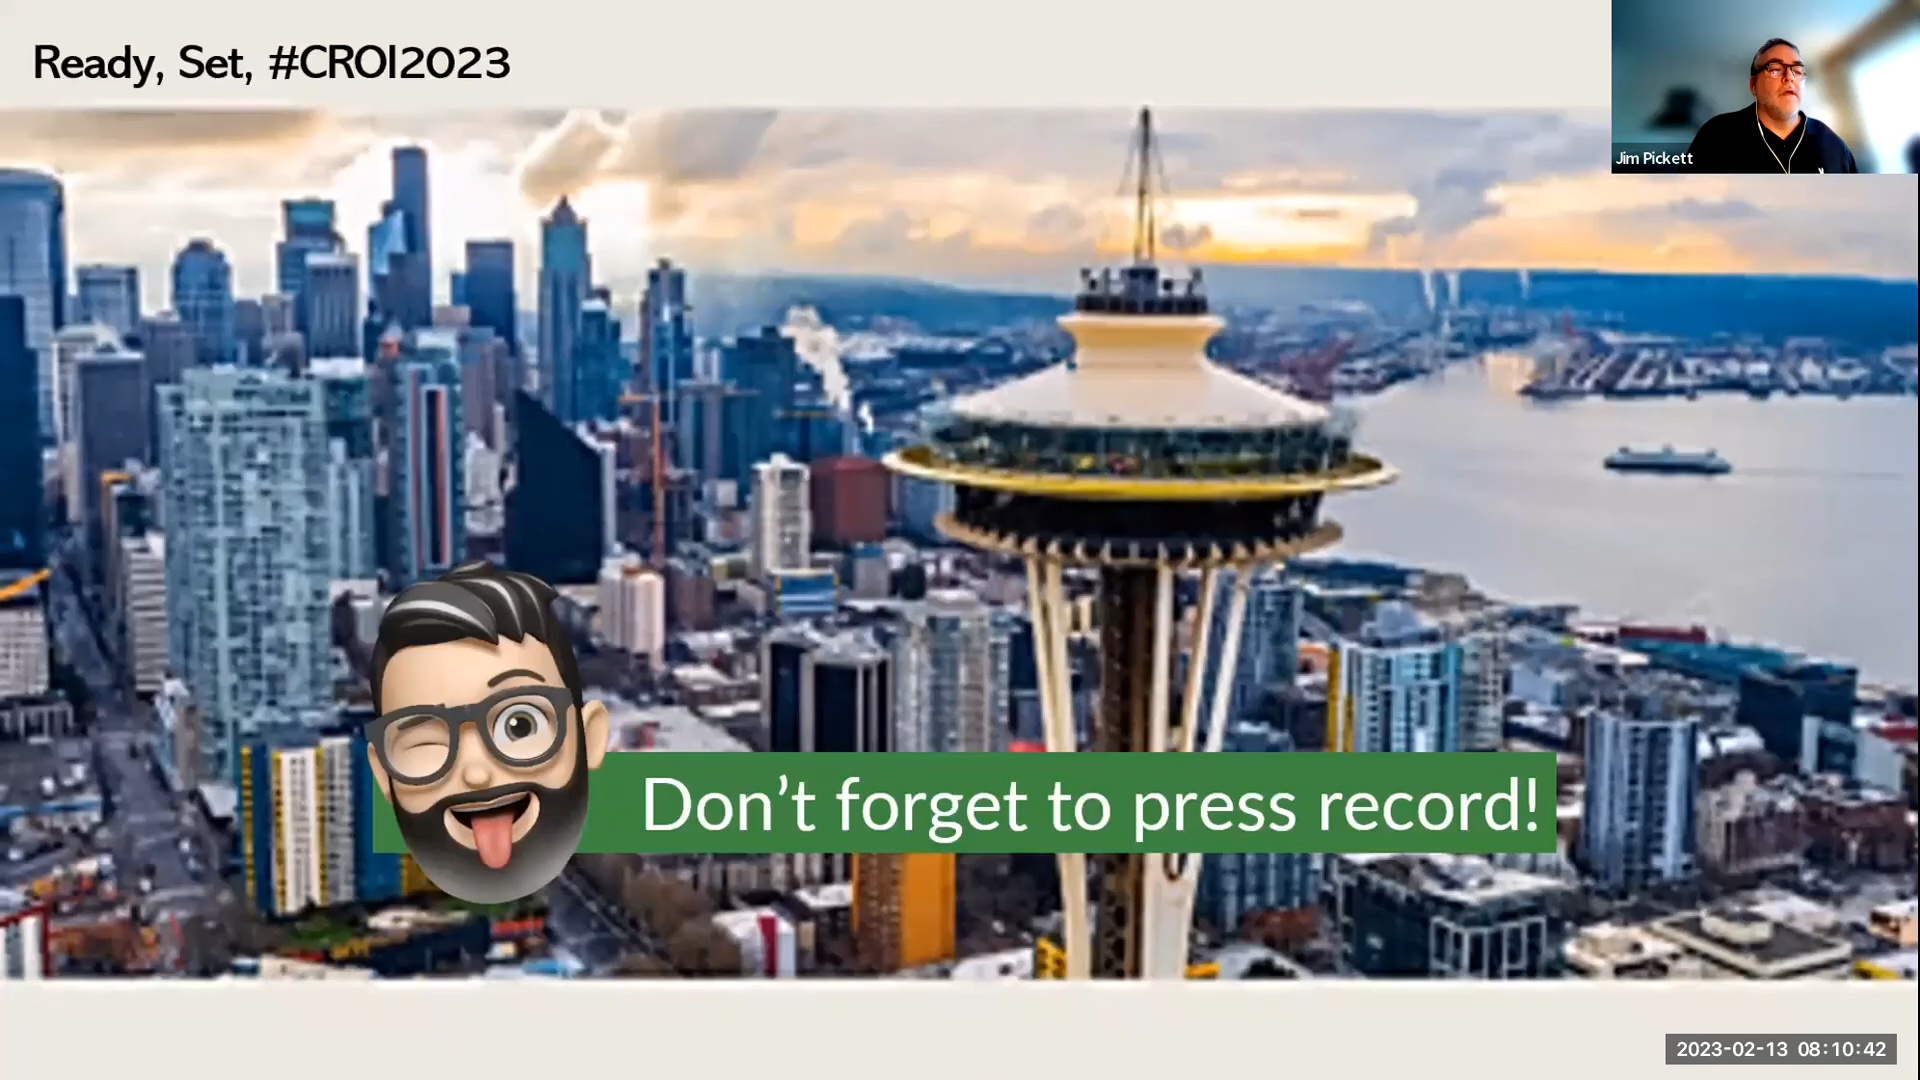 Ready, Set, #CROI2023
Jim Pickett
Don’t forget to press record!
2023-02-13 08:10:42